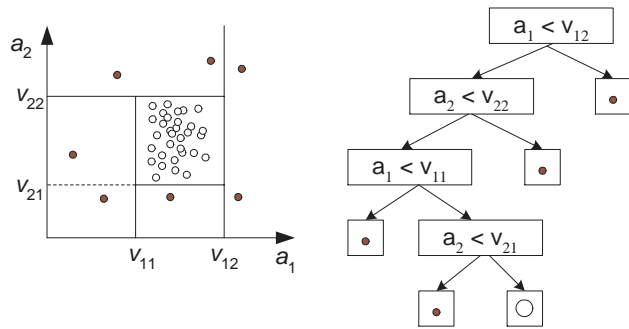 a₂
v₂₂
v₂₁
v₁₁
v₁₂
a₁
a₁ < v₁₂
a₂ < v₂₂
a₁ < v₁₁
a₂ < v₂₁